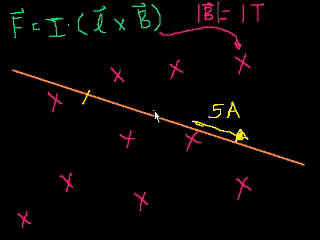 F⃗ = I · (l⃗ x B⃗) |B⃗| = 1T
5A